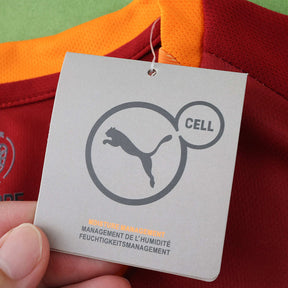 CELL
MOISTURE MANAGEMENT
MANAGEMENT DE L'HUMIDITÉ
FEUCHTIGKEITSMANAGEMENT